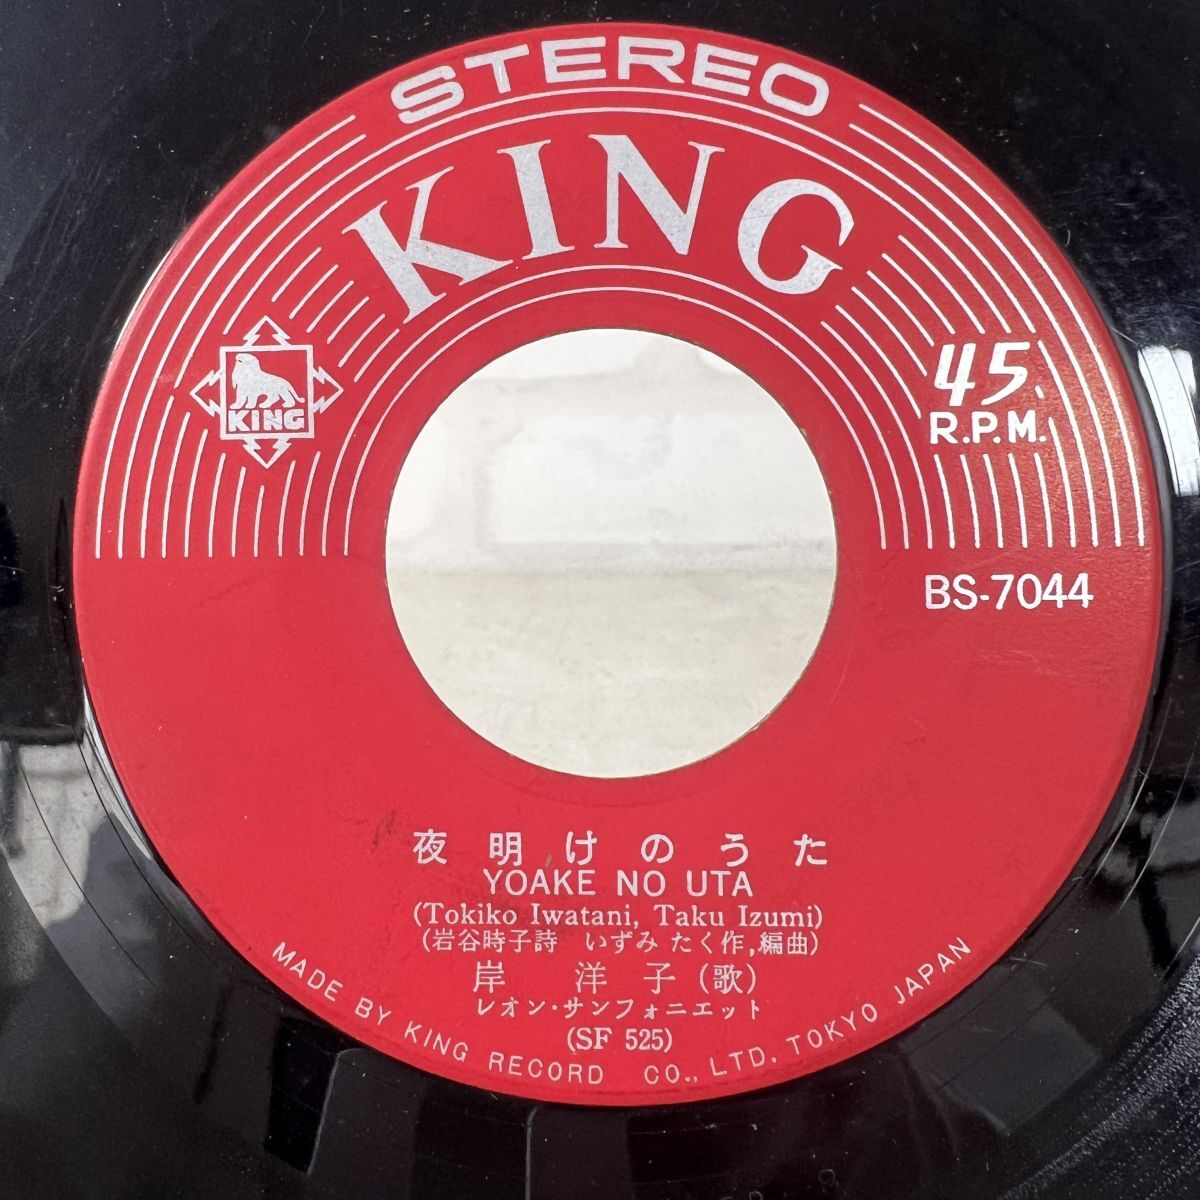 STEREO
KING
KING
45
R.P.M.
BS-7044
夜明けのうた
YOAKE NO UTA
(Tokiko Iwatani, Taku Izumi)
(岩谷時子詩 いずみたく作,編曲)
岸 洋子(歌)
レオン・サンフォニエット
(SF 525)
MADE BY KING RECORD CO., LTD. TOKYO JAPAN